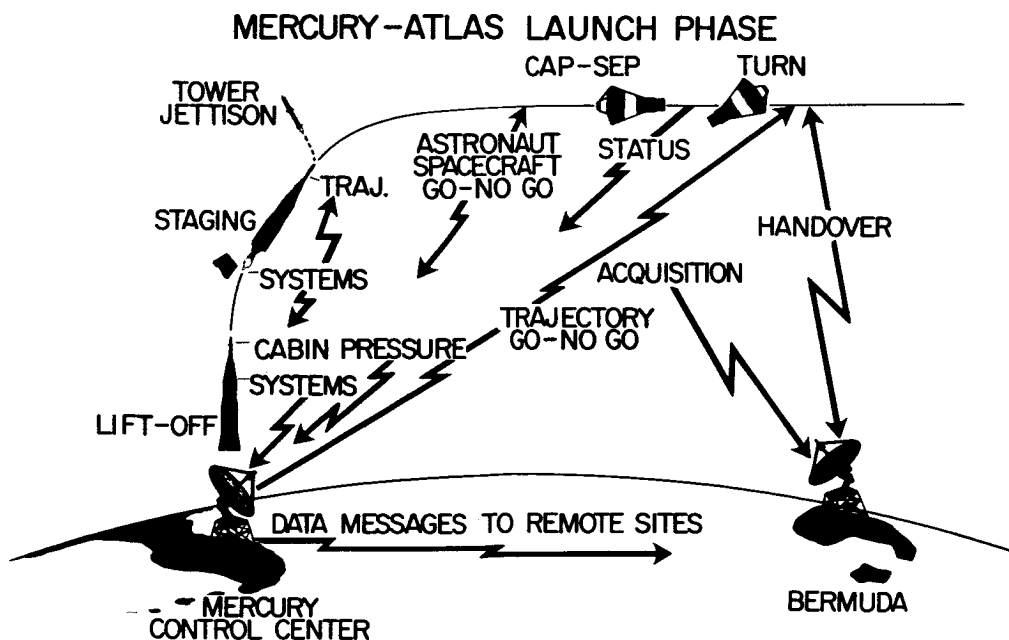 MERCURY-ATLAS LAUNCH PHASE
CAP-SEP
TURN
TOWER
JETTISON
ASTRONAUT
SPACECRAFT
GO-NO GO
STATUS
TRAJ.
STAGING
HANDOVER
SYSTEMS
ACQUISITION
TRAJECTORY
GO-NO GO
CABIN PRESSURE
SYSTEMS
LIFT-OFF
DATA MESSAGES TO REMOTE SITES
MERCURY
CONTROL CENTER
BERMUDA